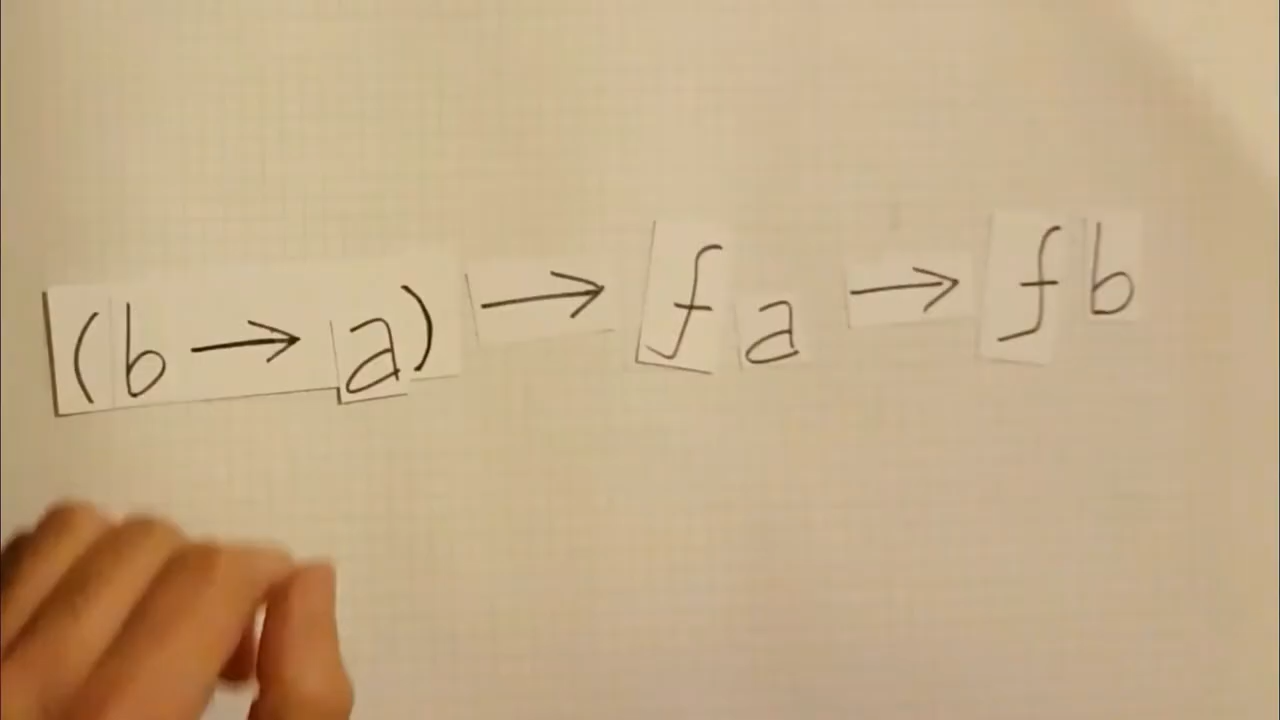 (b → a) → f a → f b